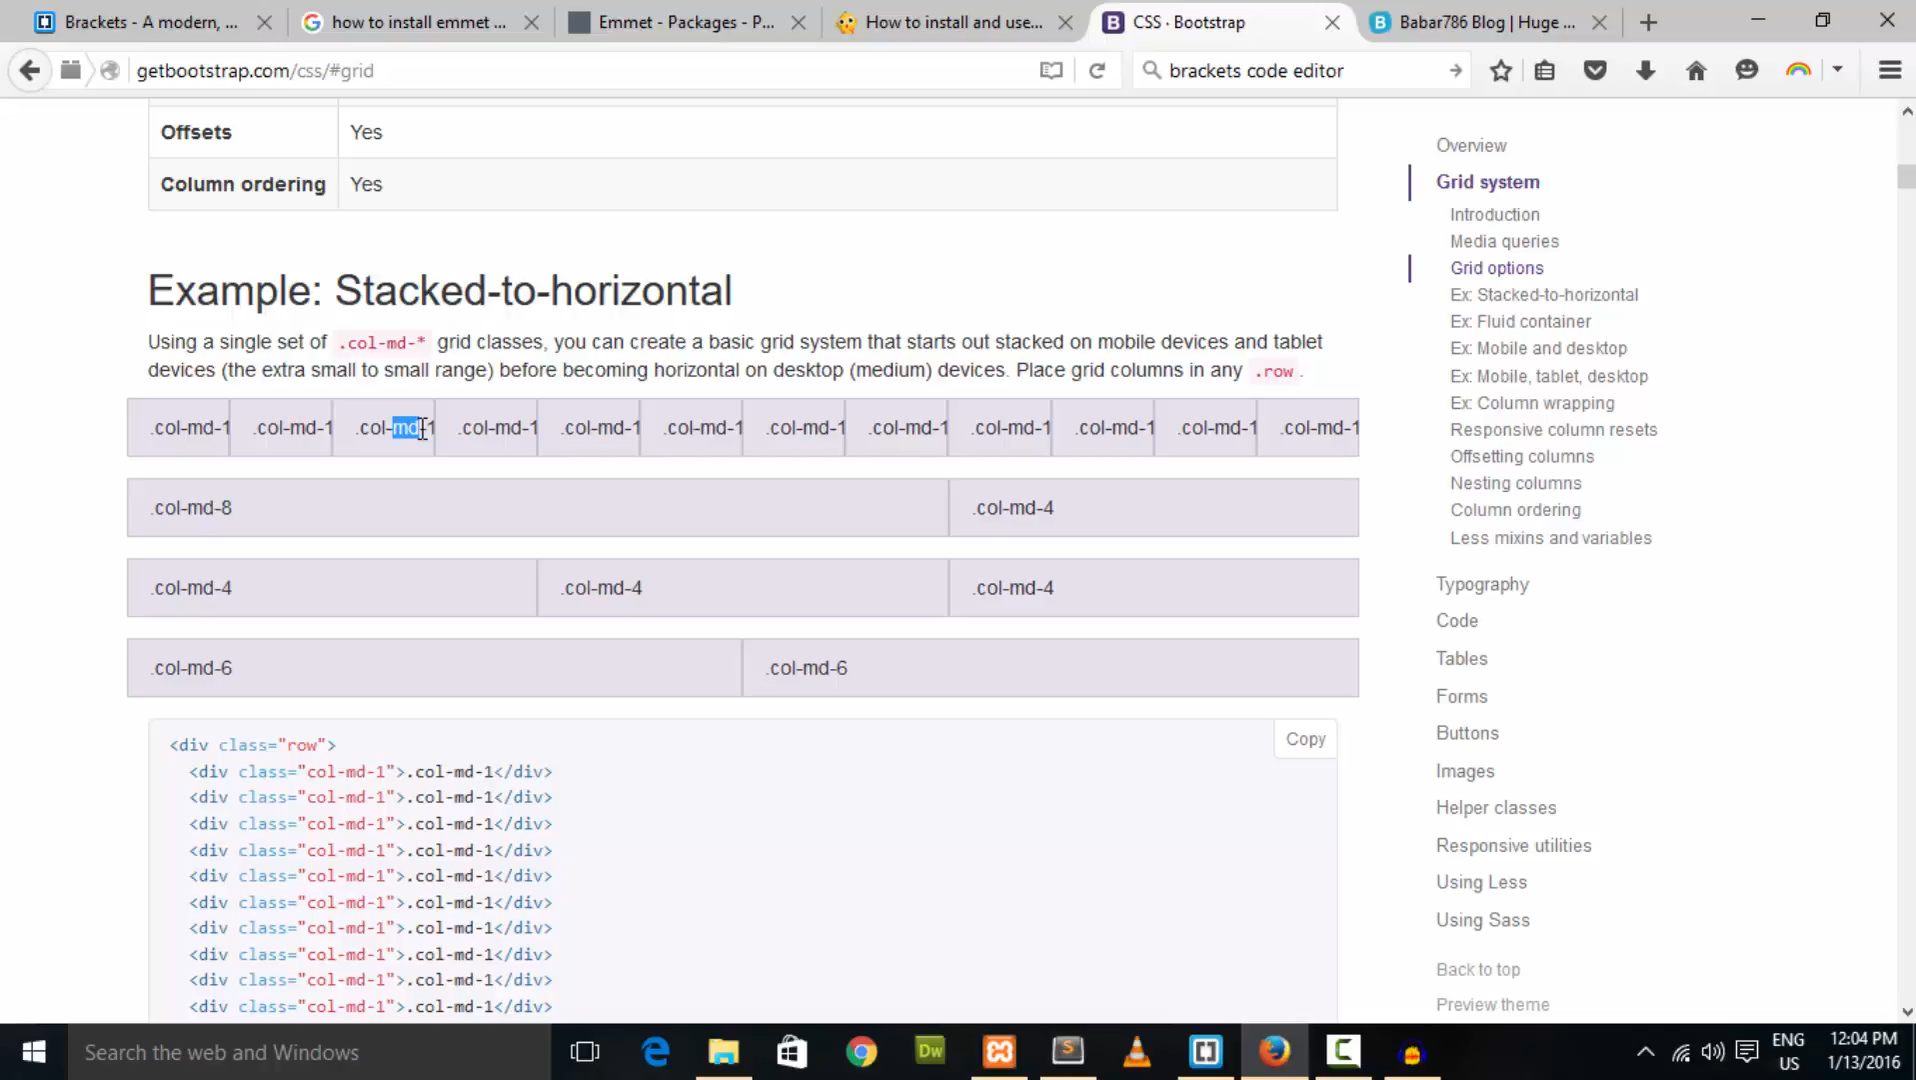 Brackets - A modern, ...
how to install emmet ...
Emmet - Packages - P...
How to install and use...
CSS · Bootstrap
Babar786 Blog | Huge ...
getbootstrap.com/css/#grid
brackets code editor
Offsets Yes
Column ordering Yes
Example: Stacked-to-horizontal
Using a single set of .col-md-* grid classes, you can create a basic grid system that starts out stacked on mobile devices and tablet
devices (the extra small to small range) before becoming horizontal on desktop (medium) devices. Place grid columns in any .row.
.col-md-1 .col-md-1 .col-md-1 .col-md-1 .col-md-1 .col-md-1 .col-md-1 .col-md-1 .col-md-1 .col-md-1 .col-md-1 .col-md-1
.col-md-8 .col-md-4
.col-md-4 .col-md-4 .col-md-4
.col-md-6 .col-md-6
Copy
<div class="row">
<div class="col-md-1">.col-md-1</div>
<div class="col-md-1">.col-md-1</div>
<div class="col-md-1">.col-md-1</div>
<div class="col-md-1">.col-md-1</div>
<div class="col-md-1">.col-md-1</div>
<div class="col-md-1">.col-md-1</div>
<div class="col-md-1">.col-md-1</div>
<div class="col-md-1">.col-md-1</div>
<div class="col-md-1">.col-md-1</div>
<div class="col-md-1">.col-md-1</div>
Overview
Grid system
Introduction
Media queries
Grid options
Ex: Stacked-to-horizontal
Ex: Fluid container
Ex: Mobile and desktop
Ex: Mobile, tablet, desktop
Ex: Column wrapping
Responsive column resets
Offsetting columns
Nesting columns
Column ordering
Less mixins and variables
Typography
Code
Tables
Forms
Buttons
Images
Helper classes
Responsive utilities
Using Less
Using Sass
Back to top
Preview theme
Search the web and Windows
Dw
ENG
US
12:04 PM
1/13/2016